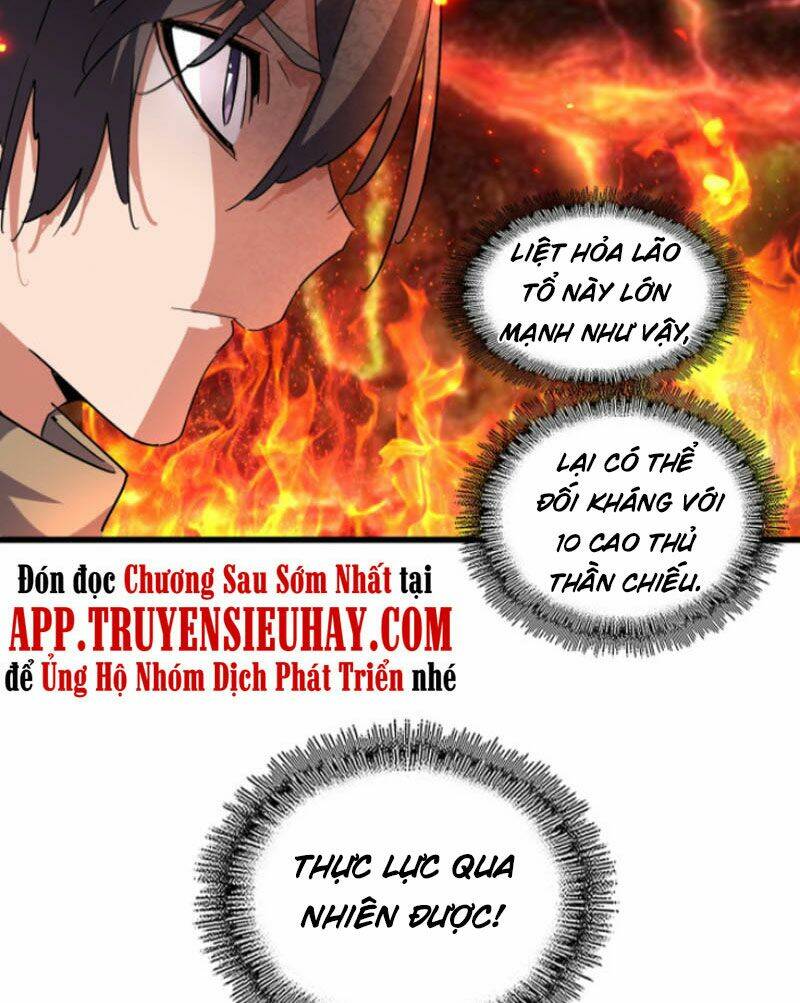 LIỆT HỎA LÃO
TỔ NÀY LỚN
MẠNH NHƯ VẬY,
LẠI CÓ THỂ
ĐỐI KHÁNG VỚI
10 CAO THỦ
THẦN CHIẾU.
Đón đọc Chương Sau Sớm Nhất tại
APP.TRUYENSIEUHAY.COM
để Ủng Hộ Nhóm Dịch Phát Triển nhé
THỰC LỰC QUA
NHIÊN ĐƯỢC!